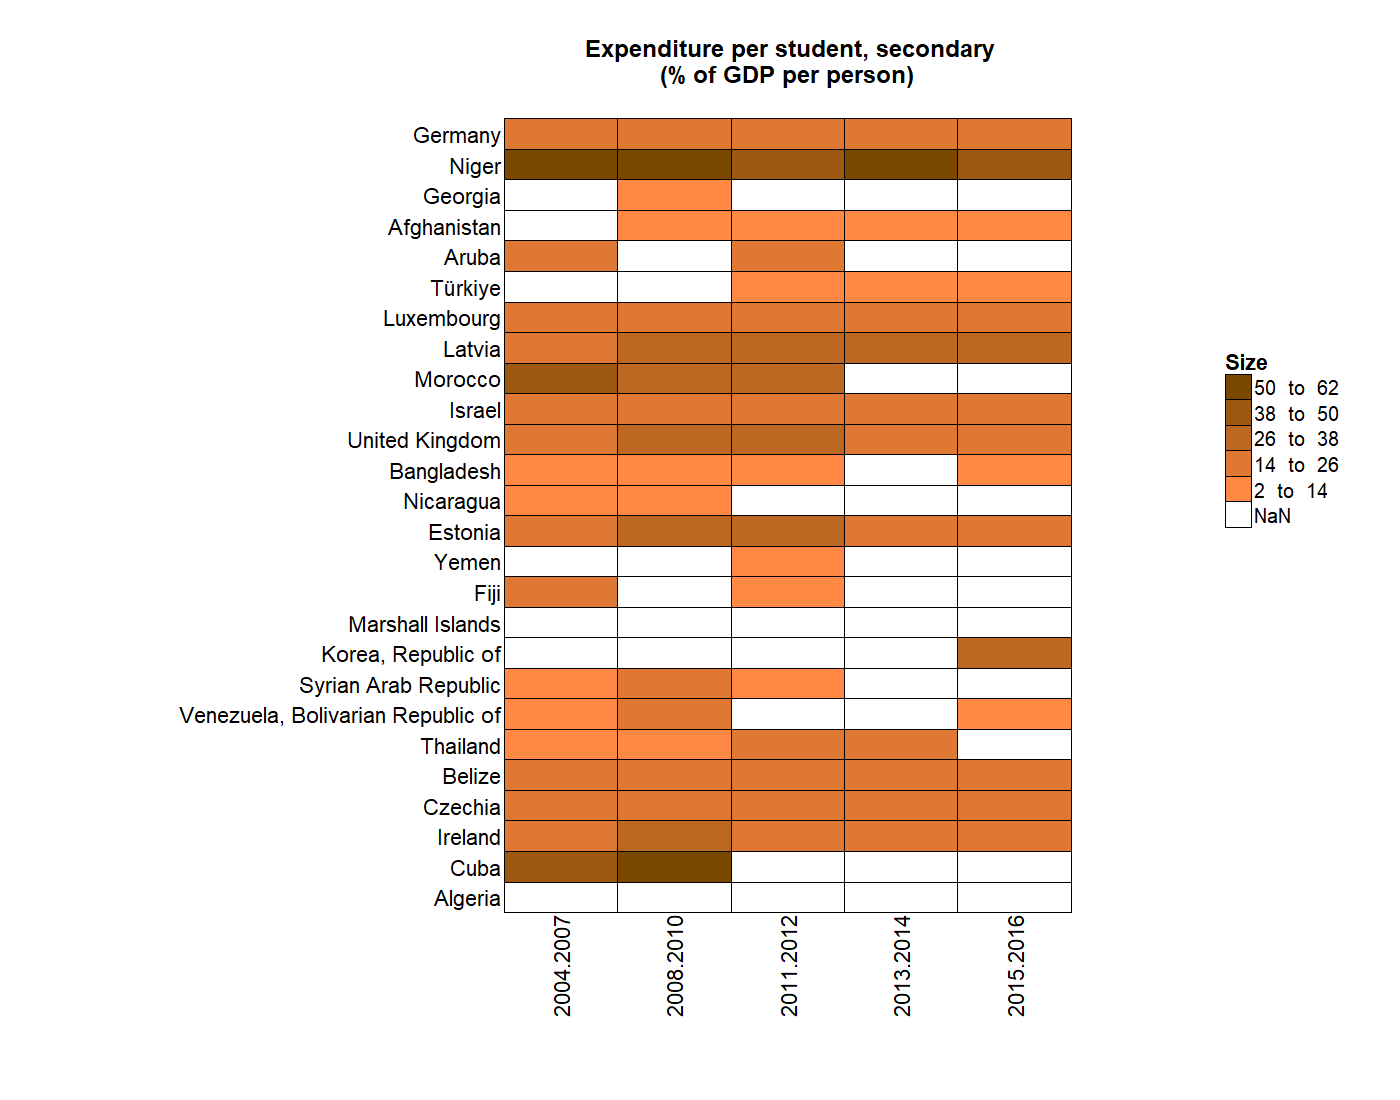 Expenditure per student, secondary
(% of GDP per person)
Germany
Niger
Georgia
Afghanistan
Aruba
Türkiye
Luxembourg
Latvia
Morocco
Israel
United Kingdom
Bangladesh
Nicaragua
Estonia
Yemen
Fiji
Marshall Islands
Korea, Republic of
Syrian Arab Republic
Venezuela, Bolivarian Republic of
Thailand
Belize
Czechia
Ireland
Cuba
Algeria
2004.2007
2008.2010
2011.2012
2013.2014
2015.2016
Size
50 to 62
38 to 50
26 to 38
14 to 26
2 to 14
NaN